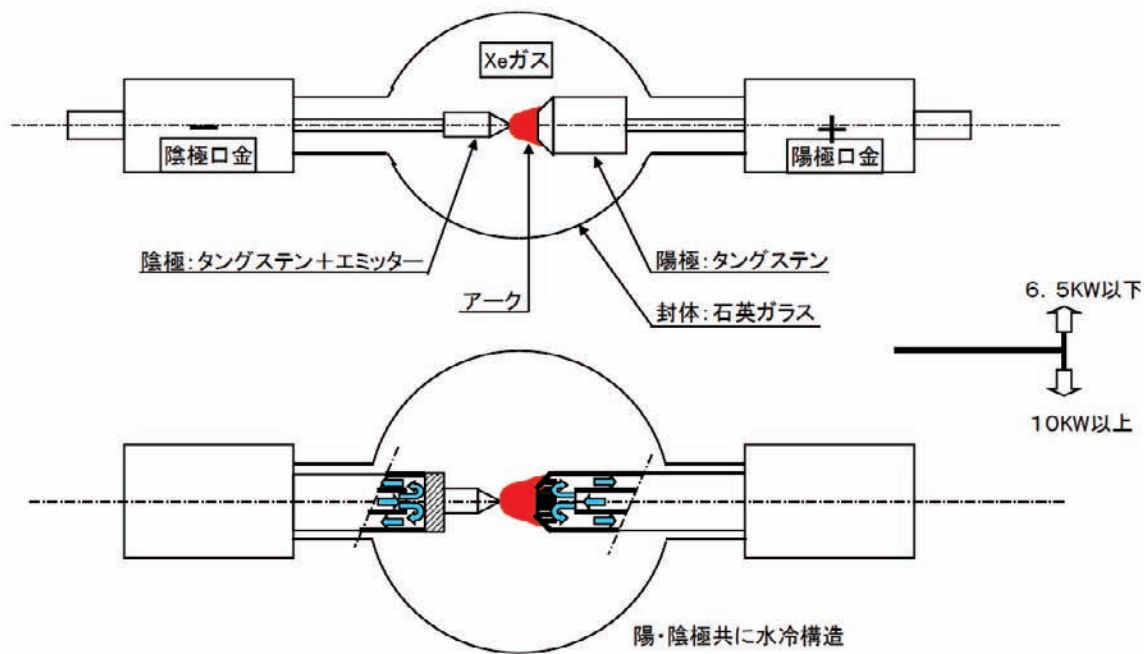 Xeガス
－
陰極口金
＋
陽極口金
陰極：タングステン＋エミッター
アーク
陽極：タングステン
封体：石英ガラス
6．5KW以下
10KW以上
陽・陰極共に水冷構造